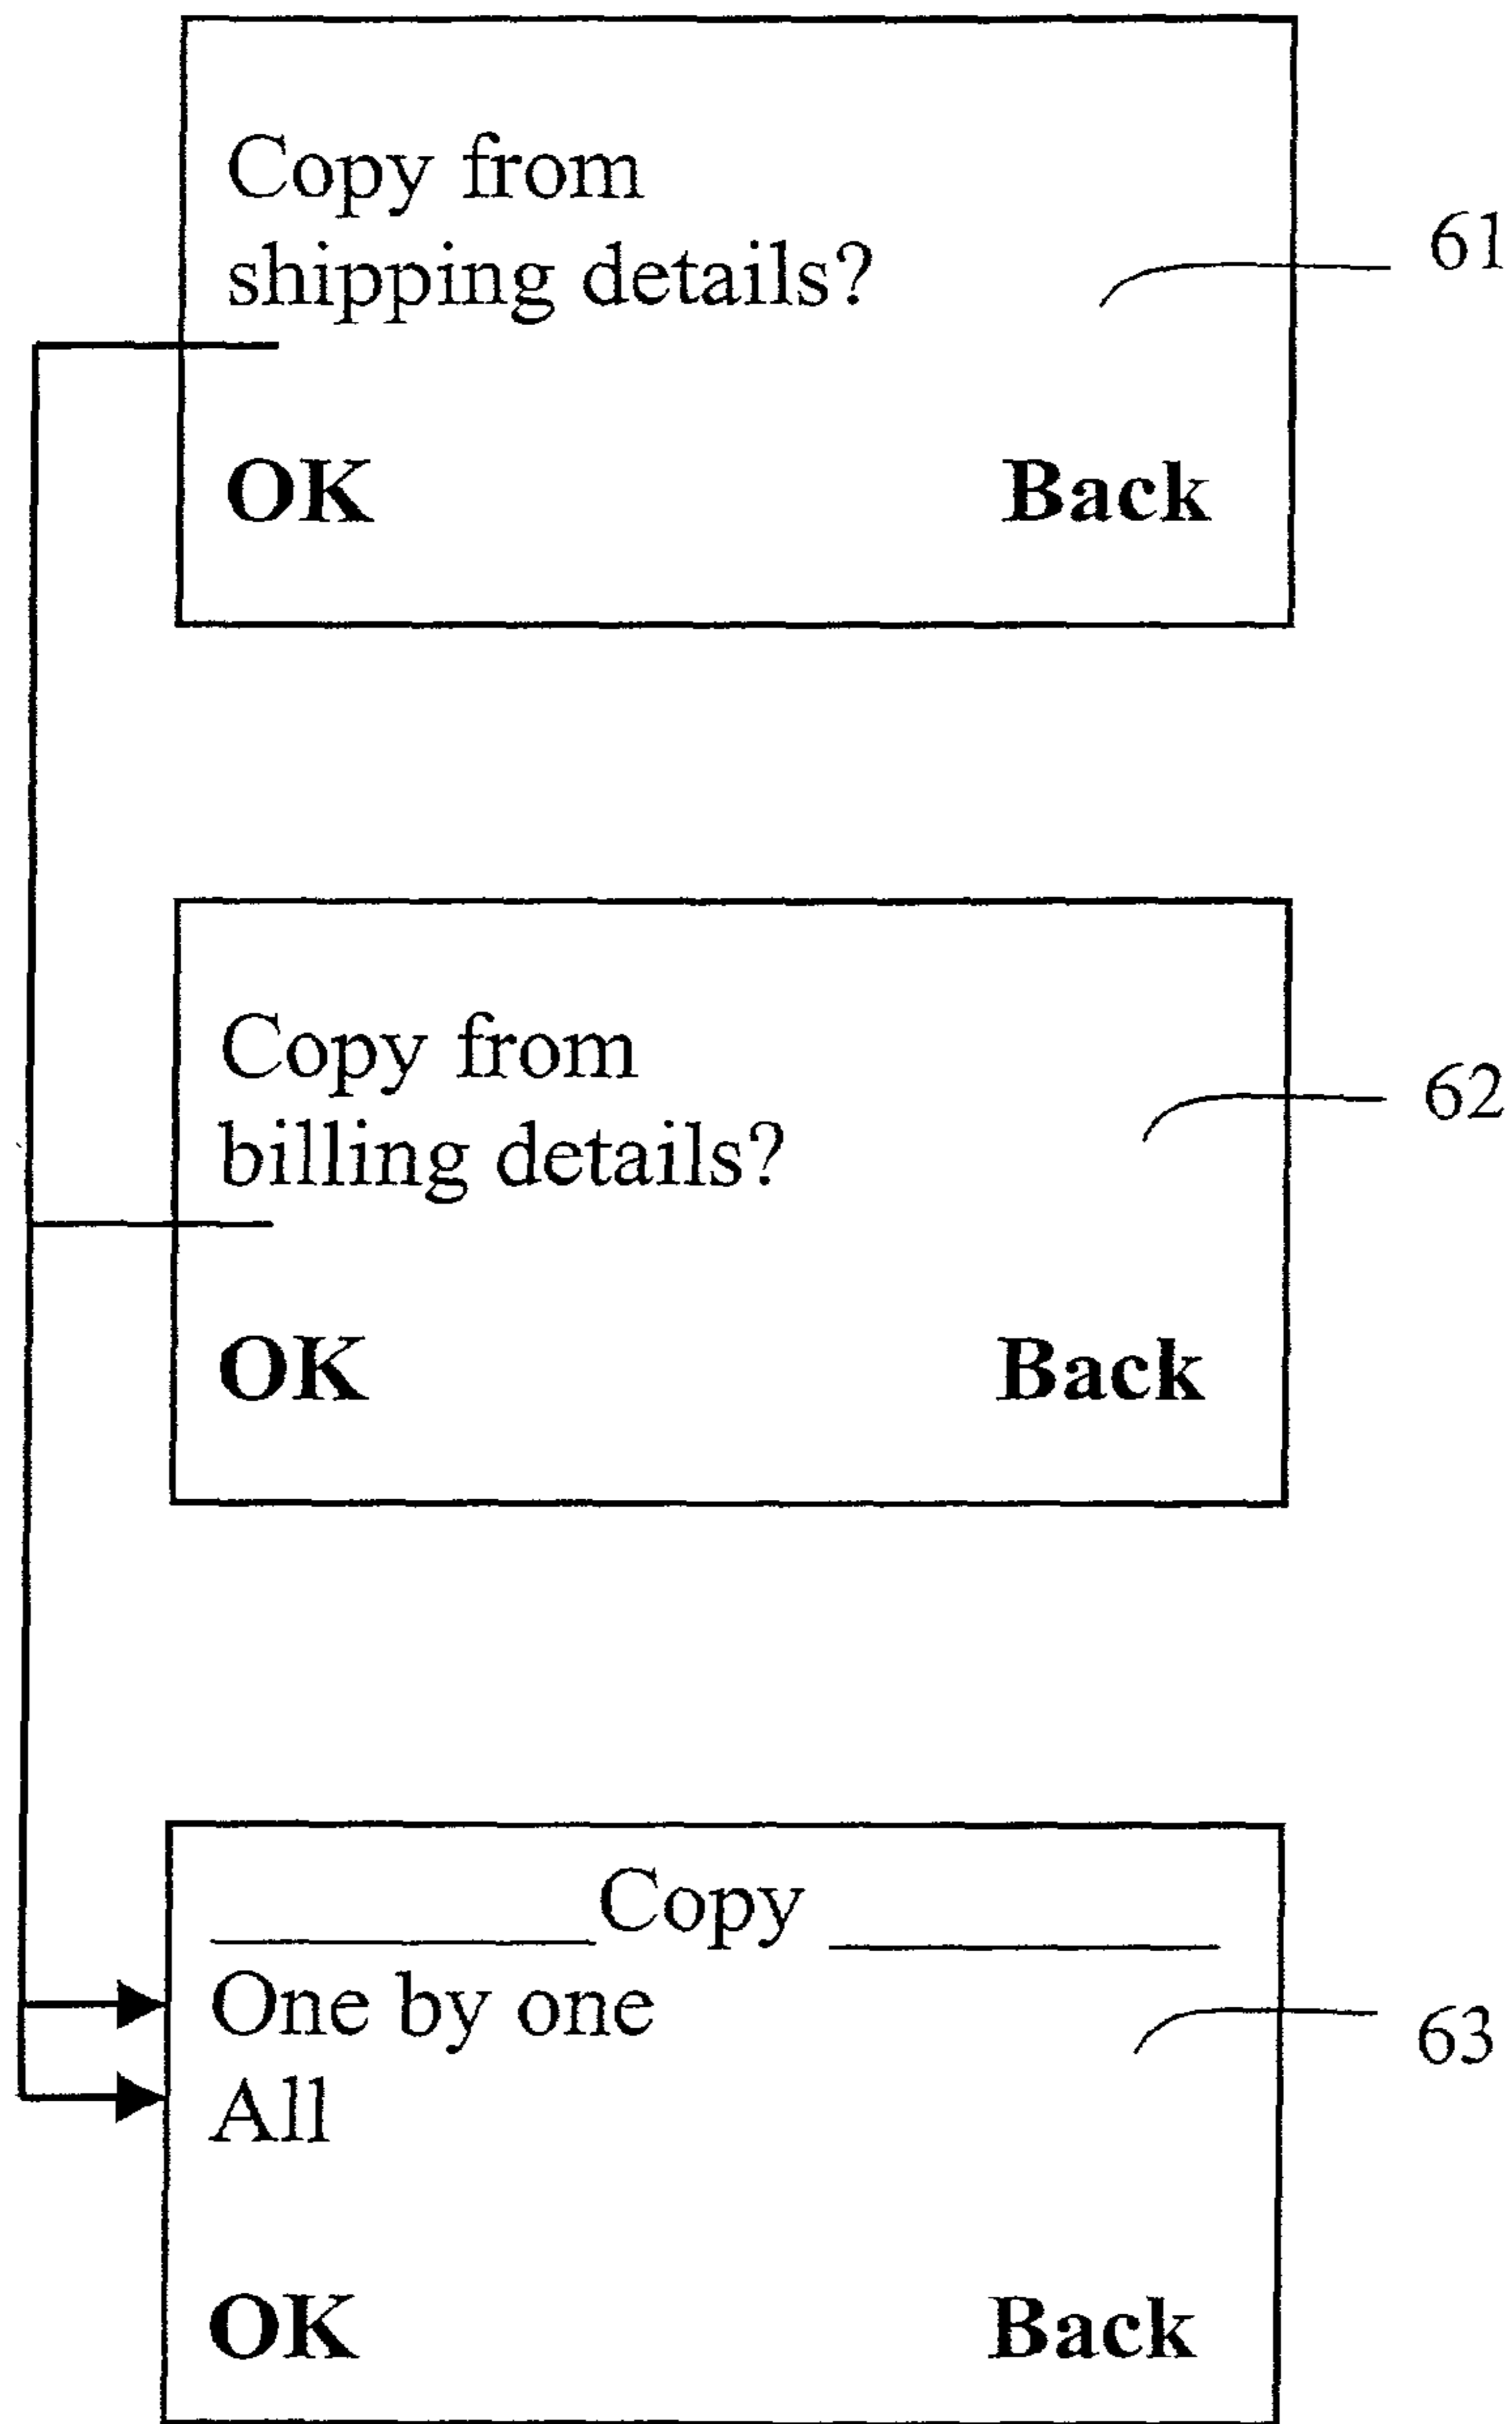 Copy from
shipping details?
61
OK Back
Copy from
billing details?
62
OK Back
Copy
One by one
63
All
OK Back